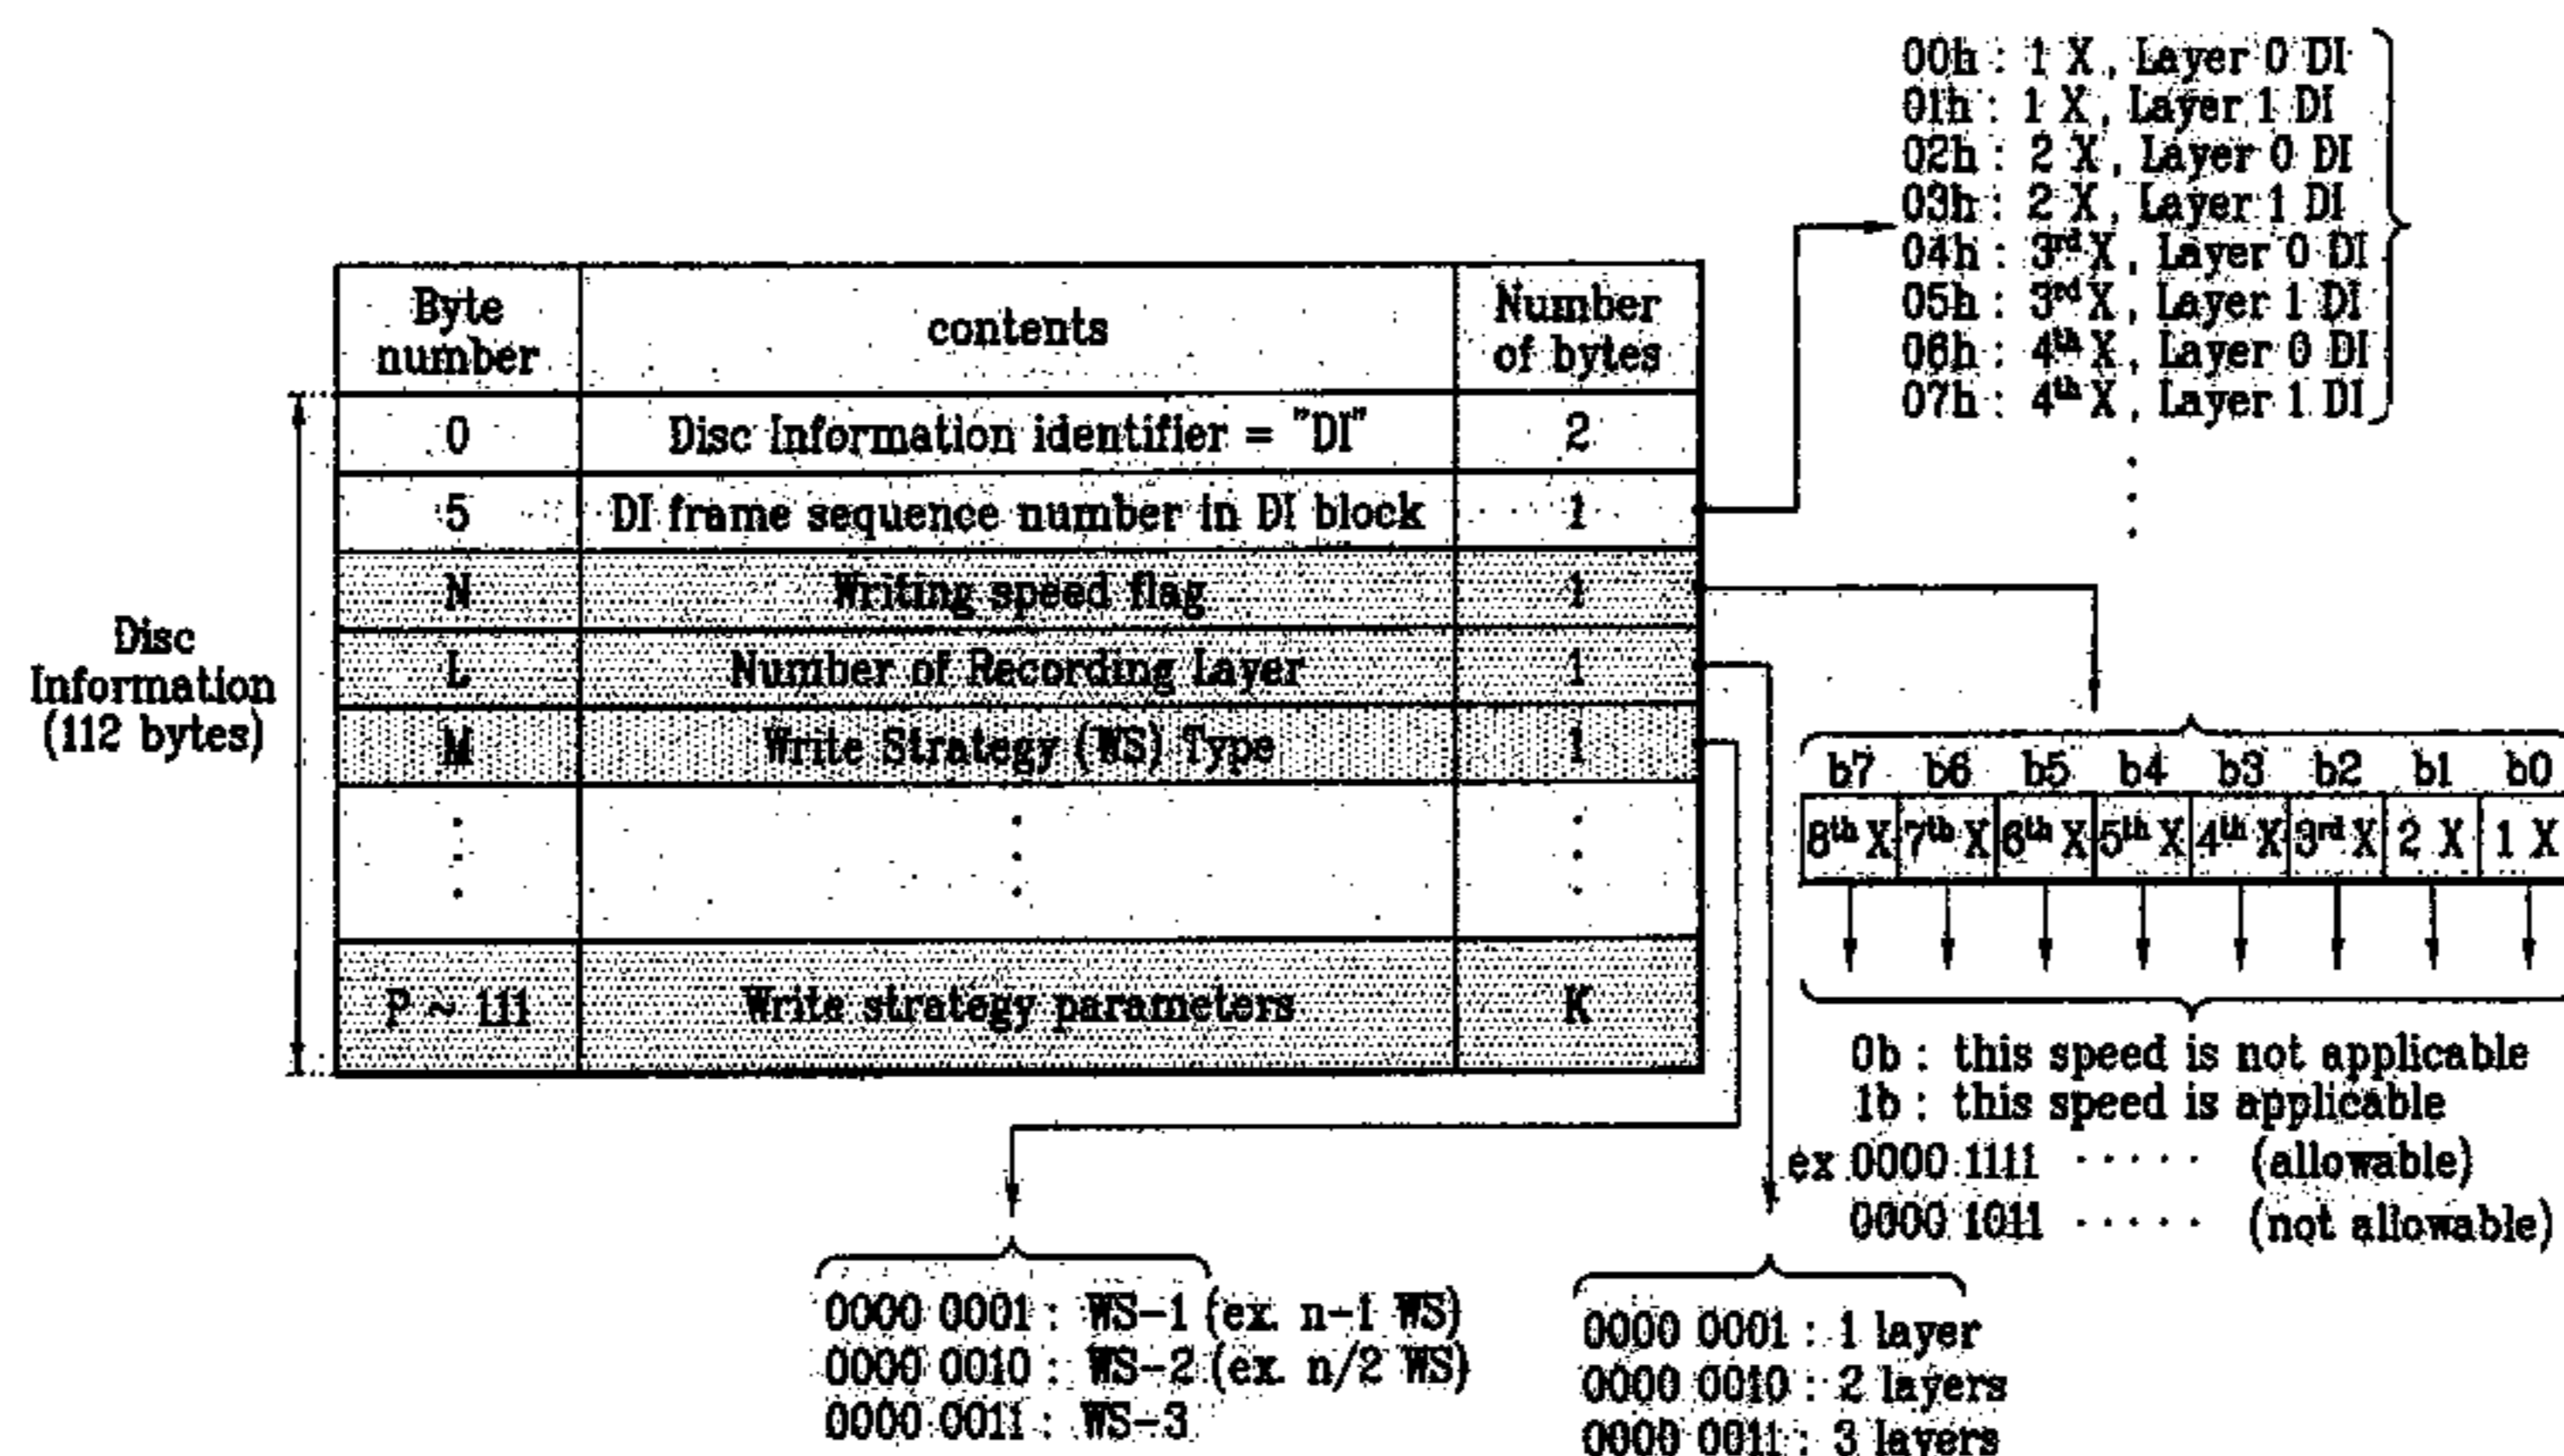 00h : 1 X, Layer 0 DI
01h : 1 X, Layer 1 DI
02h : 2 X, Layer 0 DI
03h : 2 X, Layer 1 DI
04h : 3rd X, Layer 0 DI
05h : 3rd X, Layer 1 DI
06h : 4th X, Layer 0 DI
07h : 4th X, Layer 1 DI
Byte number contents Number of bytes
0 Disc Information identifier = "DI" 2
5 DI frame sequence number in DI block 1
N Writing speed flag 1
L Number of Recording Layer 1
M Write Strategy (WS) Type 1
P ~ 111 Write strategy parameters K
Disc
Information
(112 bytes)
b7 b6 b5 b4 b3 b2 b1 b0
8th X 7th X 6th X 5th X 4th X 3rd X 2 X 1 X
0b : this speed is not applicable
1b : this speed is applicable
ex 0000 1111 ····· (allowable)
0000 1011 ····· (not allowable)
0000 0001 : WS-1 (ex. n-1 WS)
0000 0010 : WS-2 (ex. n/2 WS)
0000 0011 : WS-3
0000 0001 : 1 layer
0000 0010 : 2 layers
0000 0011 : 3 layers